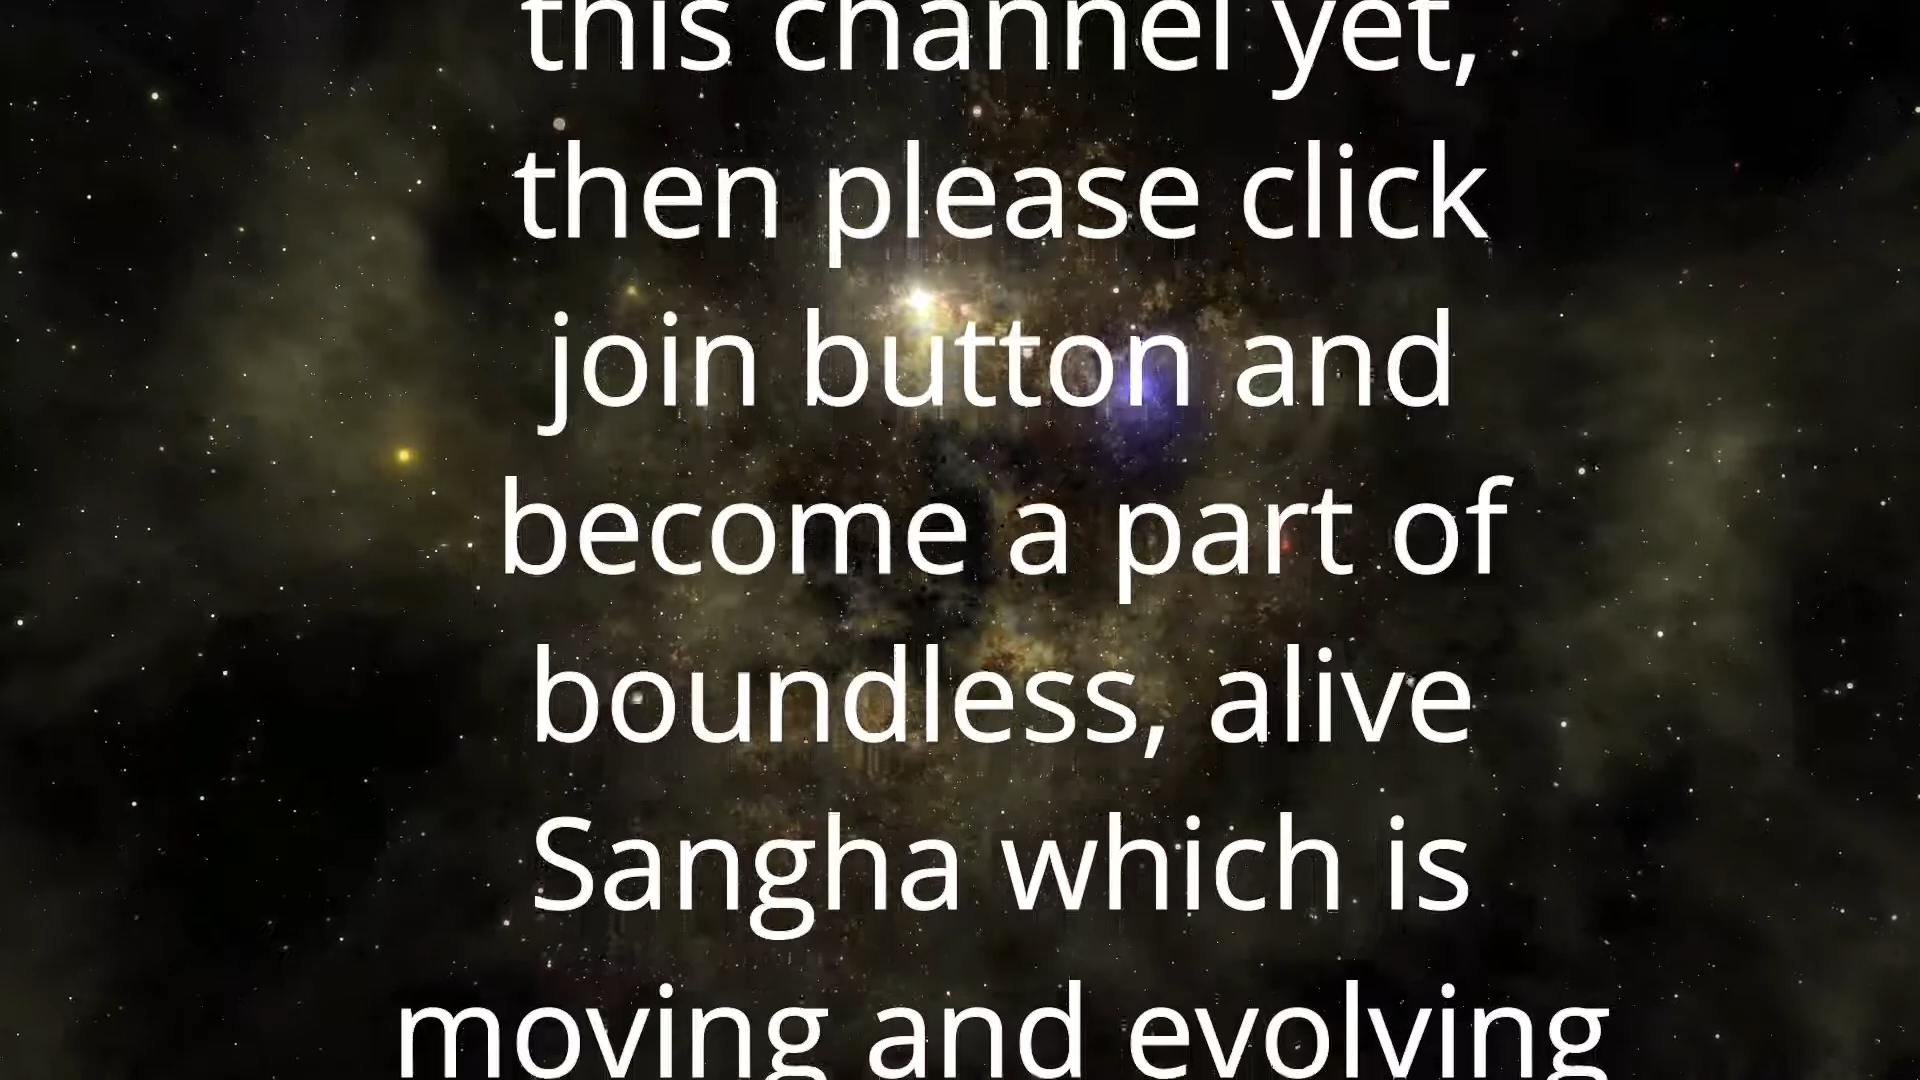 this channel yet,
then please click
join button and
become a part of
boundless, alive
Sangha which is
moving and evolving